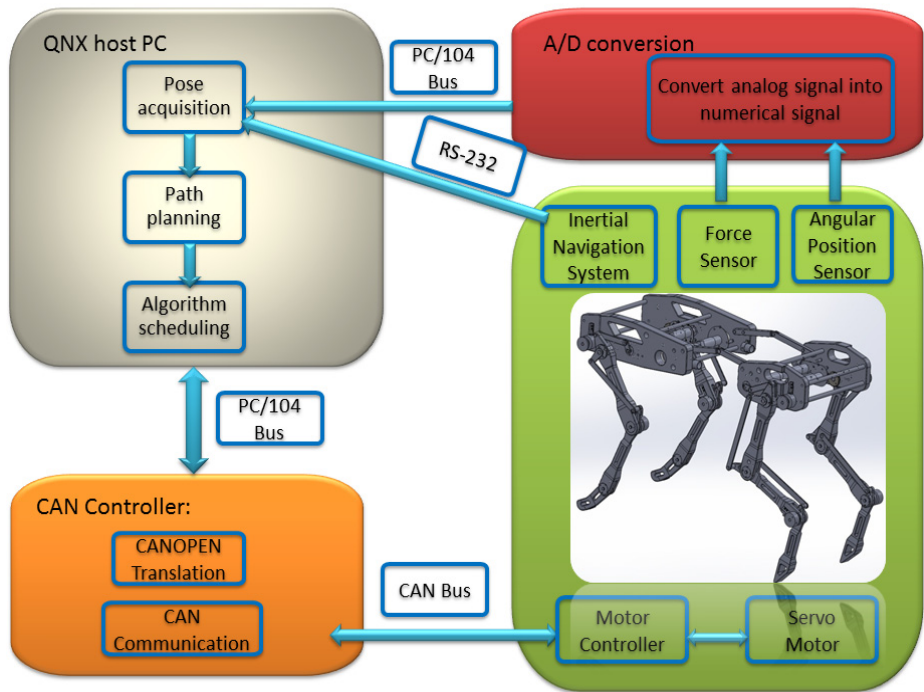 QNX host PC
Pose
acquisition
Path
planning
Algorithm
scheduling
PC/104
Bus
RS-232
A/D conversion
Convert analog signal into
numerical signal
Inertial
Navigation
System
Force
Sensor
Angular
Position
Sensor
PC/104
Bus
CAN Controller:
CANOPEN
Translation
CAN
Communication
CAN Bus
Motor
Controller
Servo
Motor